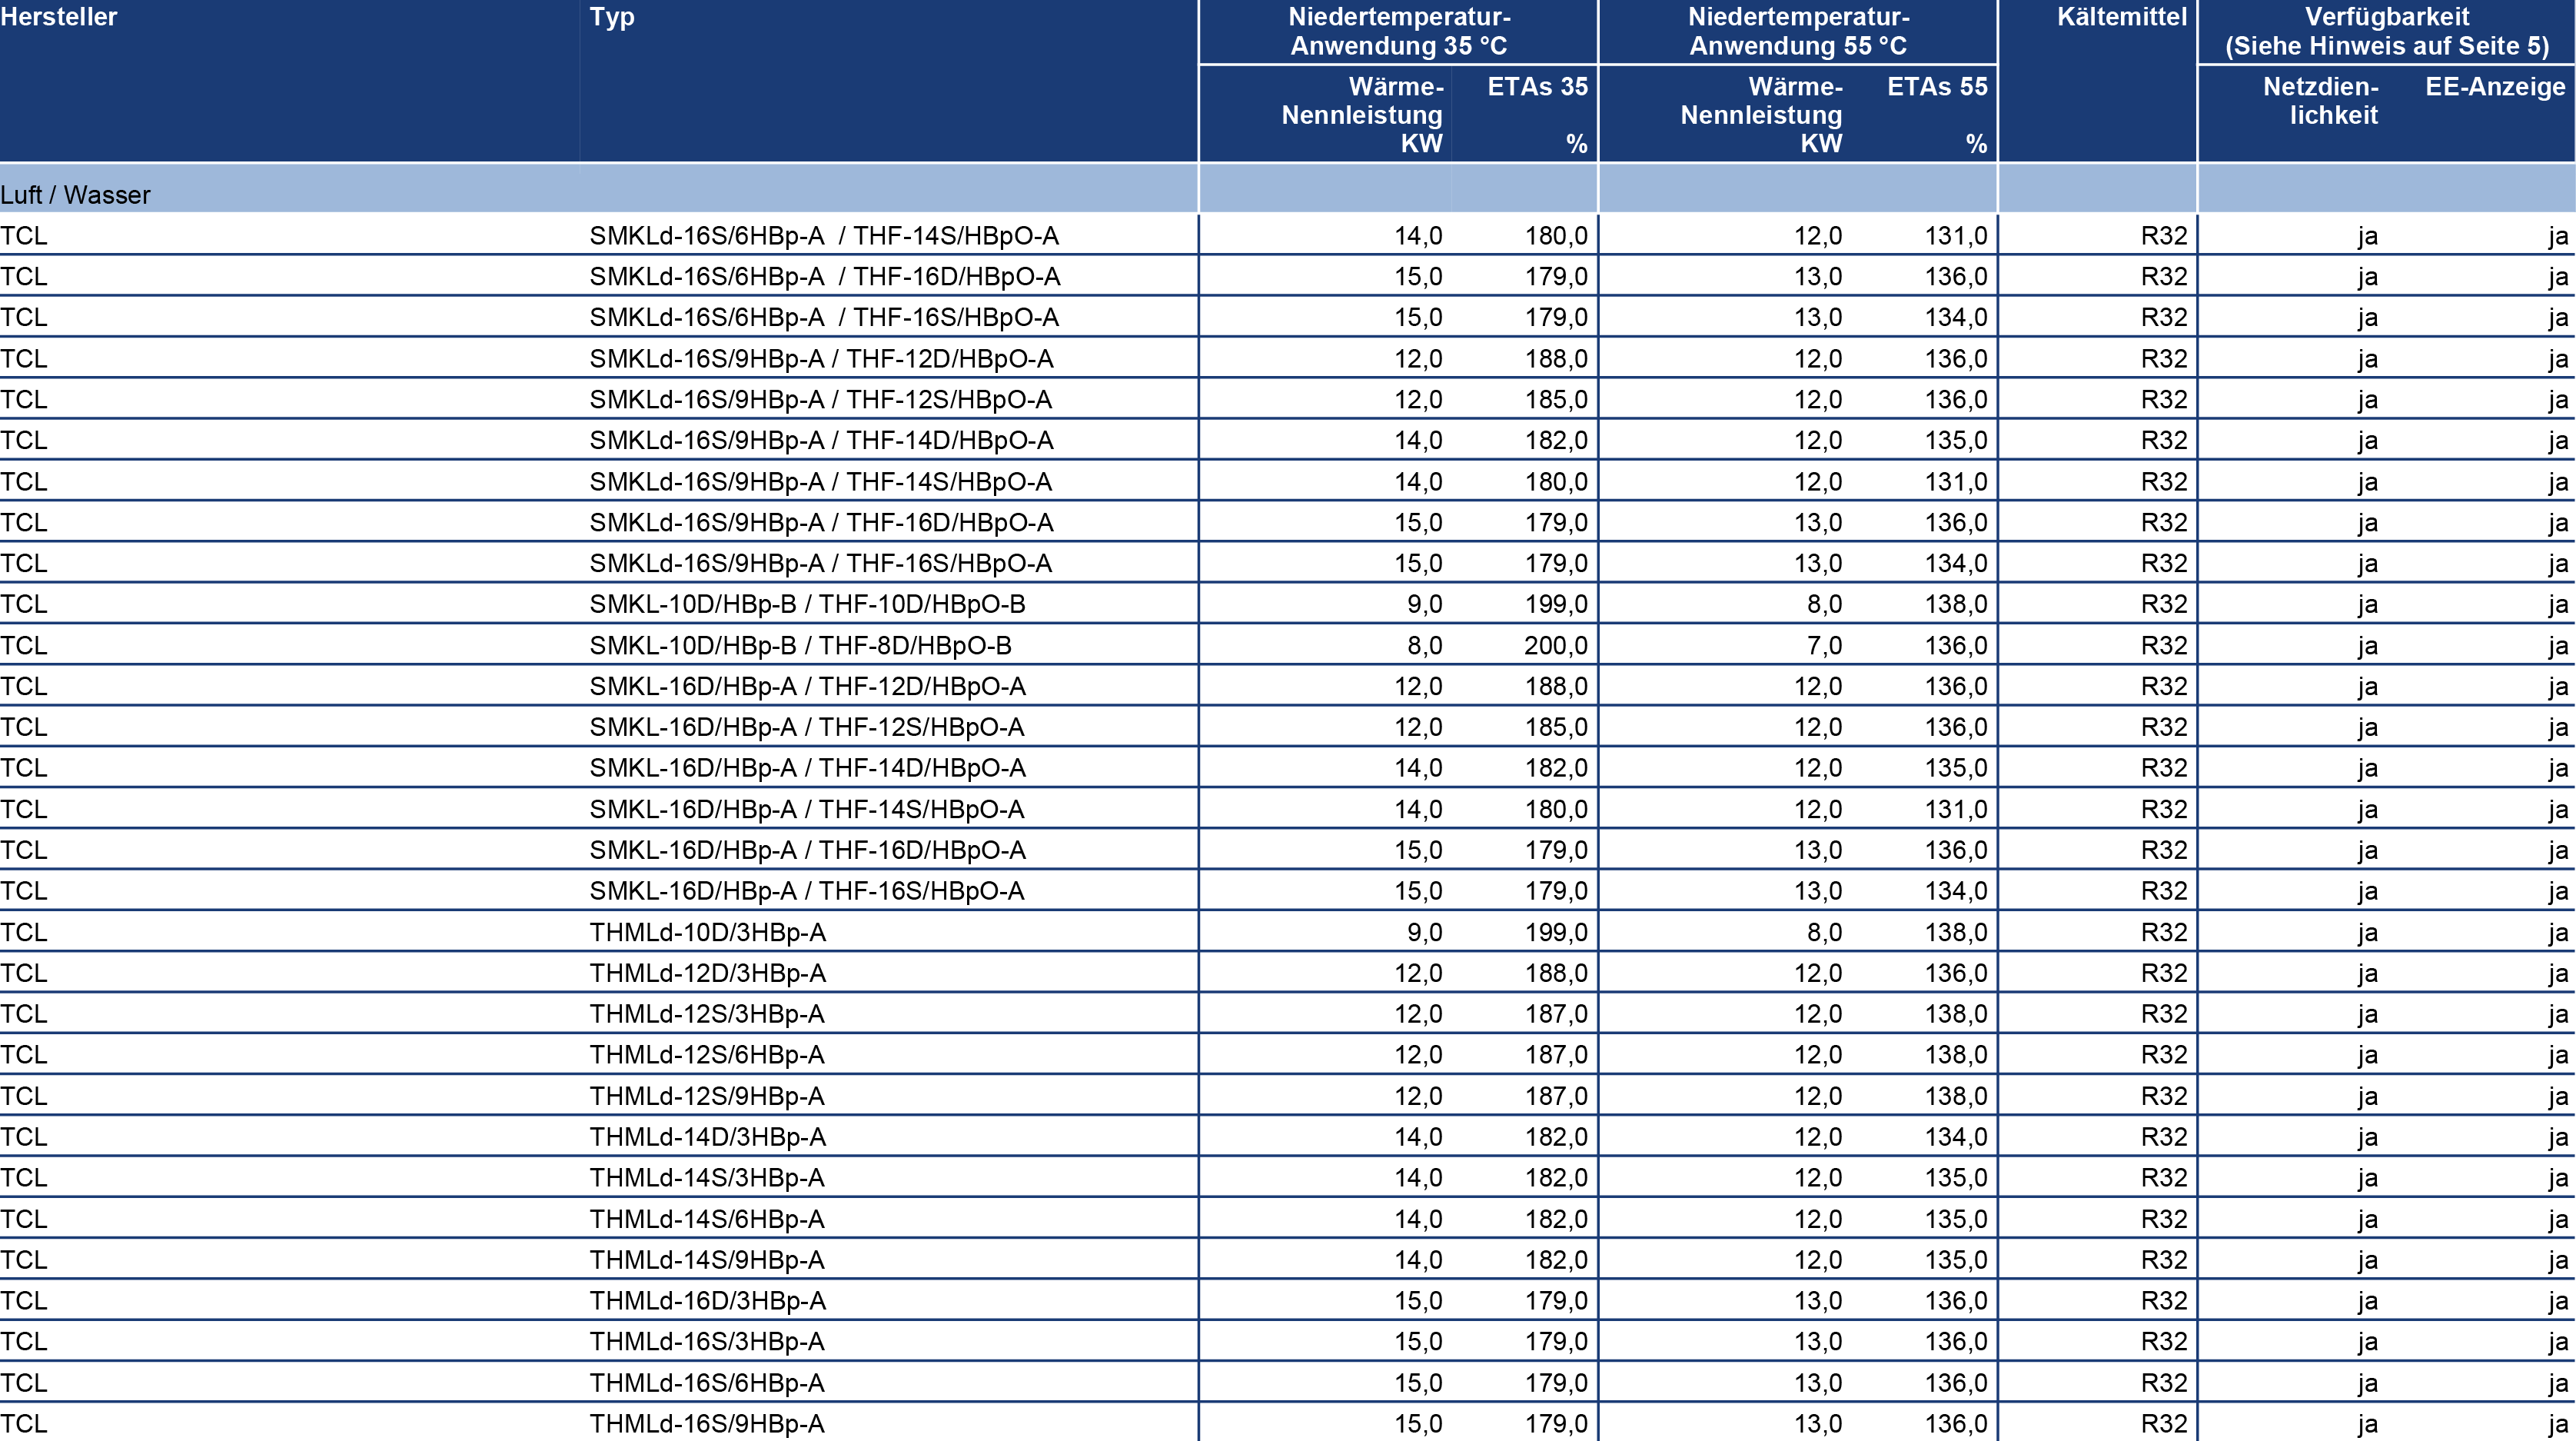 Hersteller Typ Niedertemperatur- Niedertemperatur- Kältemittel Verfügbarkeit
Anwendung 35 °C Anwendung 55 °C (Siehe Hinweis auf Seite 5)
Wärme- ETAs 35 Wärme- ETAs 55 Netzdien- EE-Anzeige
Nennleistung Nennleistung lichkeit
KW % KW %
Luft / Wasser
TCL SMKLd-16S/6HBp-A / THF-14S/HBpO-A 14,0 180,0 12,0 131,0 R32 ja ja
TCL SMKLd-16S/6HBp-A / THF-16D/HBpO-A 15,0 179,0 13,0 136,0 R32 ja ja
TCL SMKLd-16S/6HBp-A / THF-16S/HBpO-A 15,0 179,0 13,0 134,0 R32 ja ja
TCL SMKLd-16S/9HBp-A / THF-12D/HBpO-A 12,0 188,0 12,0 136,0 R32 ja ja
TCL SMKLd-16S/9HBp-A / THF-12S/HBpO-A 12,0 185,0 12,0 136,0 R32 ja ja
TCL SMKLd-16S/9HBp-A / THF-14D/HBpO-A 14,0 182,0 12,0 135,0 R32 ja ja
TCL SMKLd-16S/9HBp-A / THF-14S/HBpO-A 14,0 180,0 12,0 131,0 R32 ja ja
TCL SMKLd-16S/9HBp-A / THF-16D/HBpO-A 15,0 179,0 13,0 136,0 R32 ja ja
TCL SMKLd-16S/9HBp-A / THF-16S/HBpO-A 15,0 179,0 13,0 134,0 R32 ja ja
TCL SMKL-10D/HBp-B / THF-10D/HBpO-B 9,0 199,0 8,0 138,0 R32 ja ja
TCL SMKL-10D/HBp-B / THF-8D/HBpO-B 8,0 200,0 7,0 136,0 R32 ja ja
TCL SMKL-16D/HBp-A / THF-12D/HBpO-A 12,0 188,0 12,0 136,0 R32 ja ja
TCL SMKL-16D/HBp-A / THF-12S/HBpO-A 12,0 185,0 12,0 136,0 R32 ja ja
TCL SMKL-16D/HBp-A / THF-14D/HBpO-A 14,0 182,0 12,0 135,0 R32 ja ja
TCL SMKL-16D/HBp-A / THF-14S/HBpO-A 14,0 180,0 12,0 131,0 R32 ja ja
TCL SMKL-16D/HBp-A / THF-16D/HBpO-A 15,0 179,0 13,0 136,0 R32 ja ja
TCL SMKL-16D/HBp-A / THF-16S/HBpO-A 15,0 179,0 13,0 134,0 R32 ja ja
TCL THMLd-10D/3HBp-A 9,0 199,0 8,0 138,0 R32 ja ja
TCL THMLd-12D/3HBp-A 12,0 188,0 12,0 136,0 R32 ja ja
TCL THMLd-12S/3HBp-A 12,0 187,0 12,0 138,0 R32 ja ja
TCL THMLd-12S/6HBp-A 12,0 187,0 12,0 138,0 R32 ja ja
TCL THMLd-12S/9HBp-A 12,0 187,0 12,0 138,0 R32 ja ja
TCL THMLd-14D/3HBp-A 14,0 182,0 12,0 134,0 R32 ja ja
TCL THMLd-14S/3HBp-A 14,0 182,0 12,0 135,0 R32 ja ja
TCL THMLd-14S/6HBp-A 14,0 182,0 12,0 135,0 R32 ja ja
TCL THMLd-14S/9HBp-A 14,0 182,0 12,0 135,0 R32 ja ja
TCL THMLd-16D/3HBp-A 15,0 179,0 13,0 136,0 R32 ja ja
TCL THMLd-16S/3HBp-A 15,0 179,0 13,0 136,0 R32 ja ja
TCL THMLd-16S/6HBp-A 15,0 179,0 13,0 136,0 R32 ja ja
TCL THMLd-16S/9HBp-A 15,0 179,0 13,0 136,0 R32 ja ja